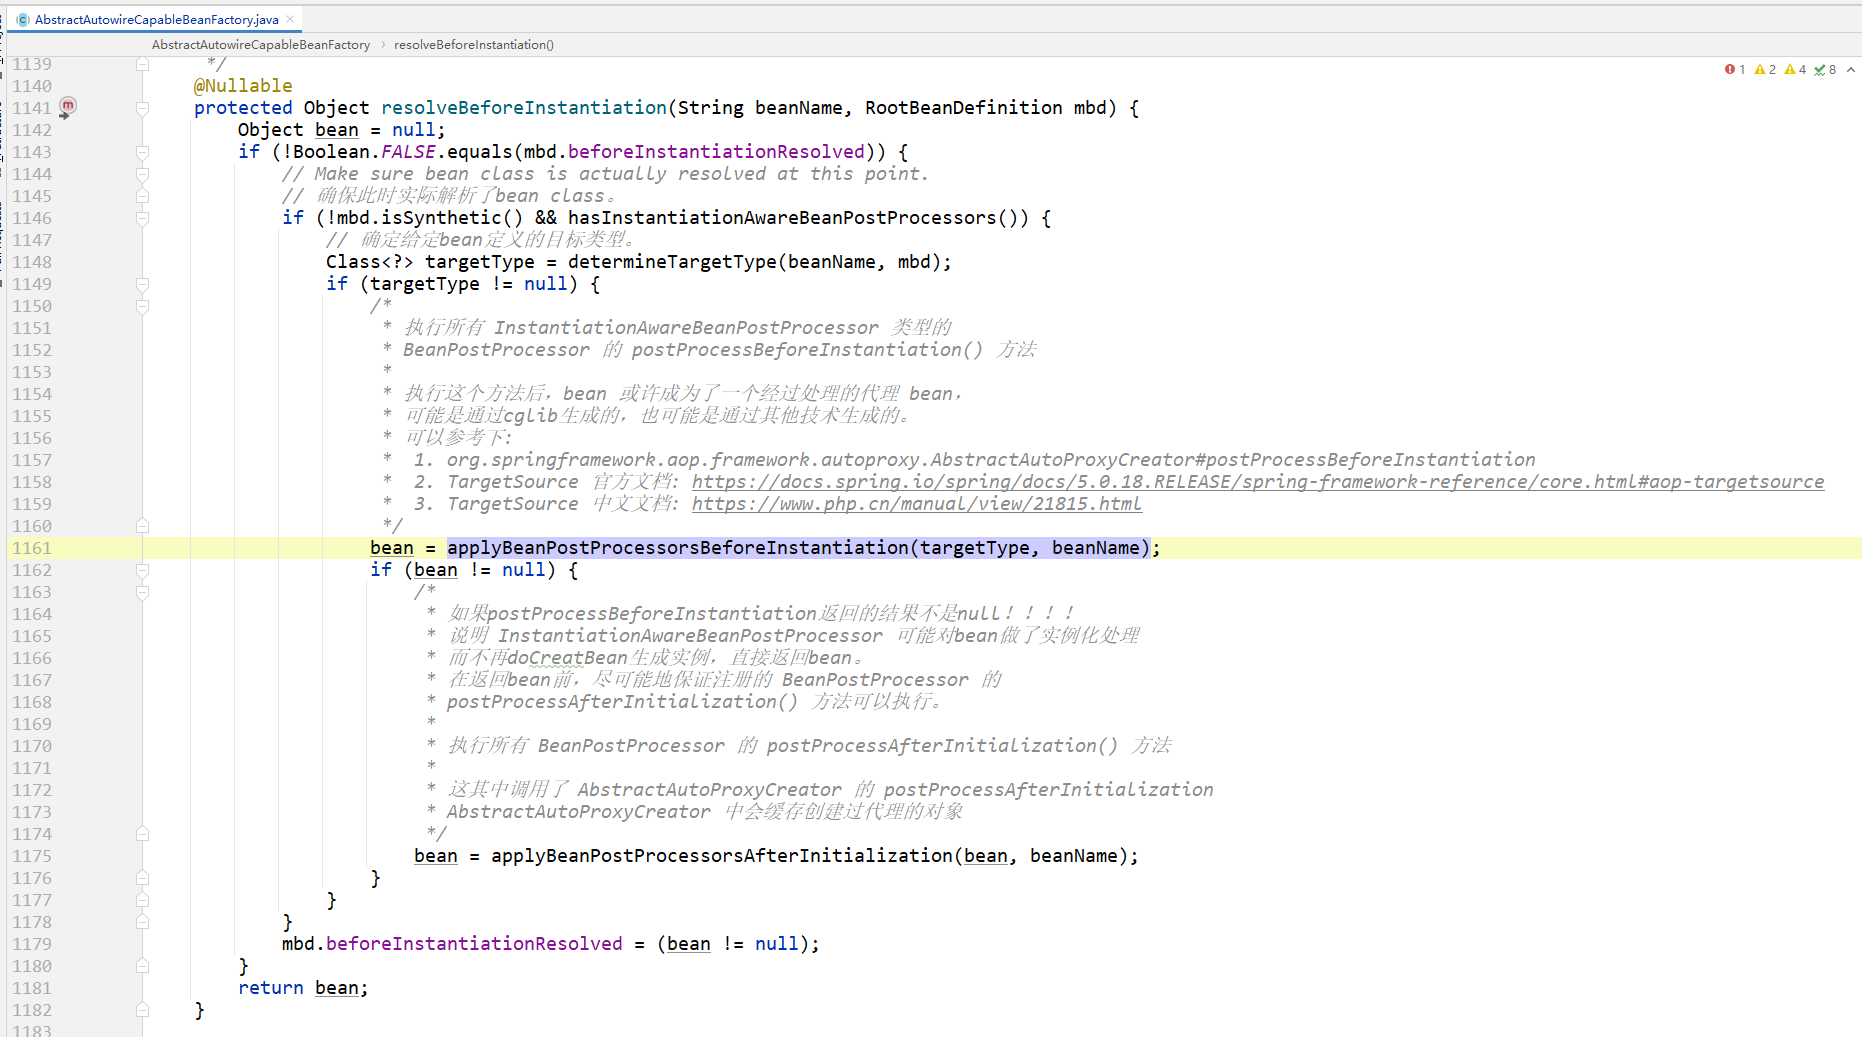 AbstractAutowireCapableBeanFactory.java
AbstractAutowireCapableBeanFactory > resolveBeforeInstantiation()
1 2 4 8
1139 */
1140 @Nullable
1141 protected Object resolveBeforeInstantiation(String beanName, RootBeanDefinition mbd) {
1142 Object bean = null;
1143 if (!Boolean.FALSE.equals(mbd.beforeInstantiationResolved)) {
1144 // Make sure bean class is actually resolved at this point.
1145 // 确保此时实际解析了bean class。
1146 if (!mbd.isSynthetic() && hasInstantiationAwareBeanPostProcessors()) {
1147 // 确定给定bean定义的目标类型。
1148 Class<?> targetType = determineTargetType(beanName, mbd);
1149 if (targetType != null) {
1150 /*
1151 * 执行所有 InstantiationAwareBeanPostProcessor 类型的
1152 * BeanPostProcessor 的 postProcessBeforeInstantiation() 方法
1153 *
1154 * 执行这个方法后，bean 或许成为了一个经过处理的代理 bean，
1155 * 可能是通过cglib生成的，也可能是通过其他技术生成的。
1156 * 可以参考下：
1157 * 1. org.springframework.aop.framework.autoproxy.AbstractAutoProxyCreator#postProcessBeforeInstantiation
1158 * 2. TargetSource 官方文档：https://docs.spring.io/spring/docs/5.0.18.RELEASE/spring-framework-reference/core.html#aop-targetsource
1159 * 3. TargetSource 中文文档：https://www.php.cn/manual/view/21815.html
1160 */
1161 bean = applyBeanPostProcessorsBeforeInstantiation(targetType, beanName);
1162 if (bean != null) {
1163 /*
1164 * 如果postProcessBeforeInstantiation返回的结果不是null！！！！
1165 * 说明 InstantiationAwareBeanPostProcessor 可能对bean做了实例化处理
1166 * 而不再doCreatBean生成实例，直接返回bean。
1167 * 在返回bean前，尽可能地保证注册的 BeanPostProcessor 的
1168 * postProcessAfterInitialization() 方法可以执行。
1169 *
1170 * 执行所有 BeanPostProcessor 的 postProcessAfterInitialization() 方法
1171 *
1172 * 这其中调用了 AbstractAutoProxyCreator 的 postProcessAfterInitialization
1173 * AbstractAutoProxyCreator 中会缓存创建过代理的对象
1174 */
1175 bean = applyBeanPostProcessorsAfterInitialization(bean, beanName);
1176 }
1177 }
1178 }
1179 mbd.beforeInstantiationResolved = (bean != null);
1180 }
1181 return bean;
1182 }
1183